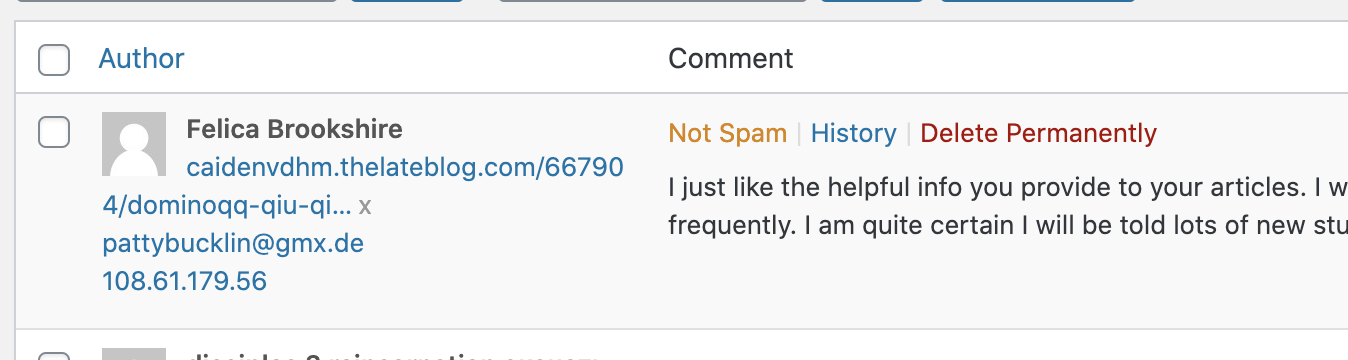 Author Comment
Felica Brookshire
Not Spam | History | Delete Permanently
caidenvdhm.thelateblog.com/66790
4/dominoqq-qiu-qi... x
pattybucklin@gmx.de
108.61.179.56
I just like the helpful info you provide to your articles. I w
frequently. I am quite certain I will be told lots of new stu